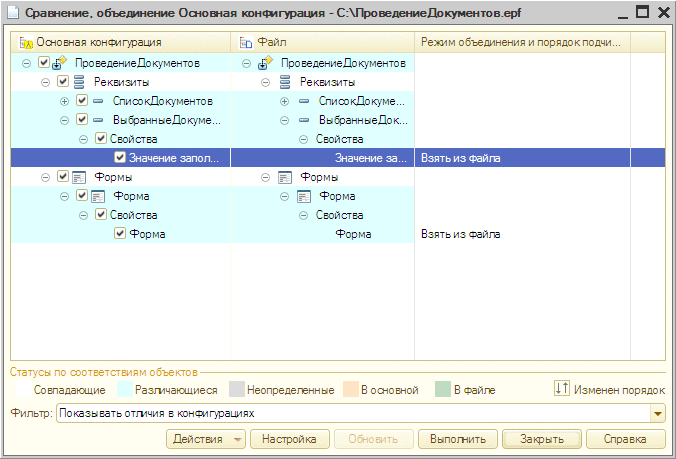 Сравнение, объединение Основная конфигурация - C:\ПроведениеДокументов.epf
Основная конфигурация Файл Режим объединения и порядок подчи...
ПроведениеДокументов ПроведениеДокументов
Реквизиты Реквизиты
СписокДокументов СписокДокуме...
ВыбранныеДокуме... ВыбранныеДок...
Свойства Свойства
Значение запол... Значение за... Взять из файла
Формы Формы
Форма Форма
Свойства Свойства
Форма Форма Взять из файла
Статусы по соответствиям объектов
Совпадающие Различающиеся Неопределенные В основной В файле Изменен порядок
Фильтр: Показывать отличия в конфигурациях
Действия Настройка Обновить Выполнить Закрыть Справка